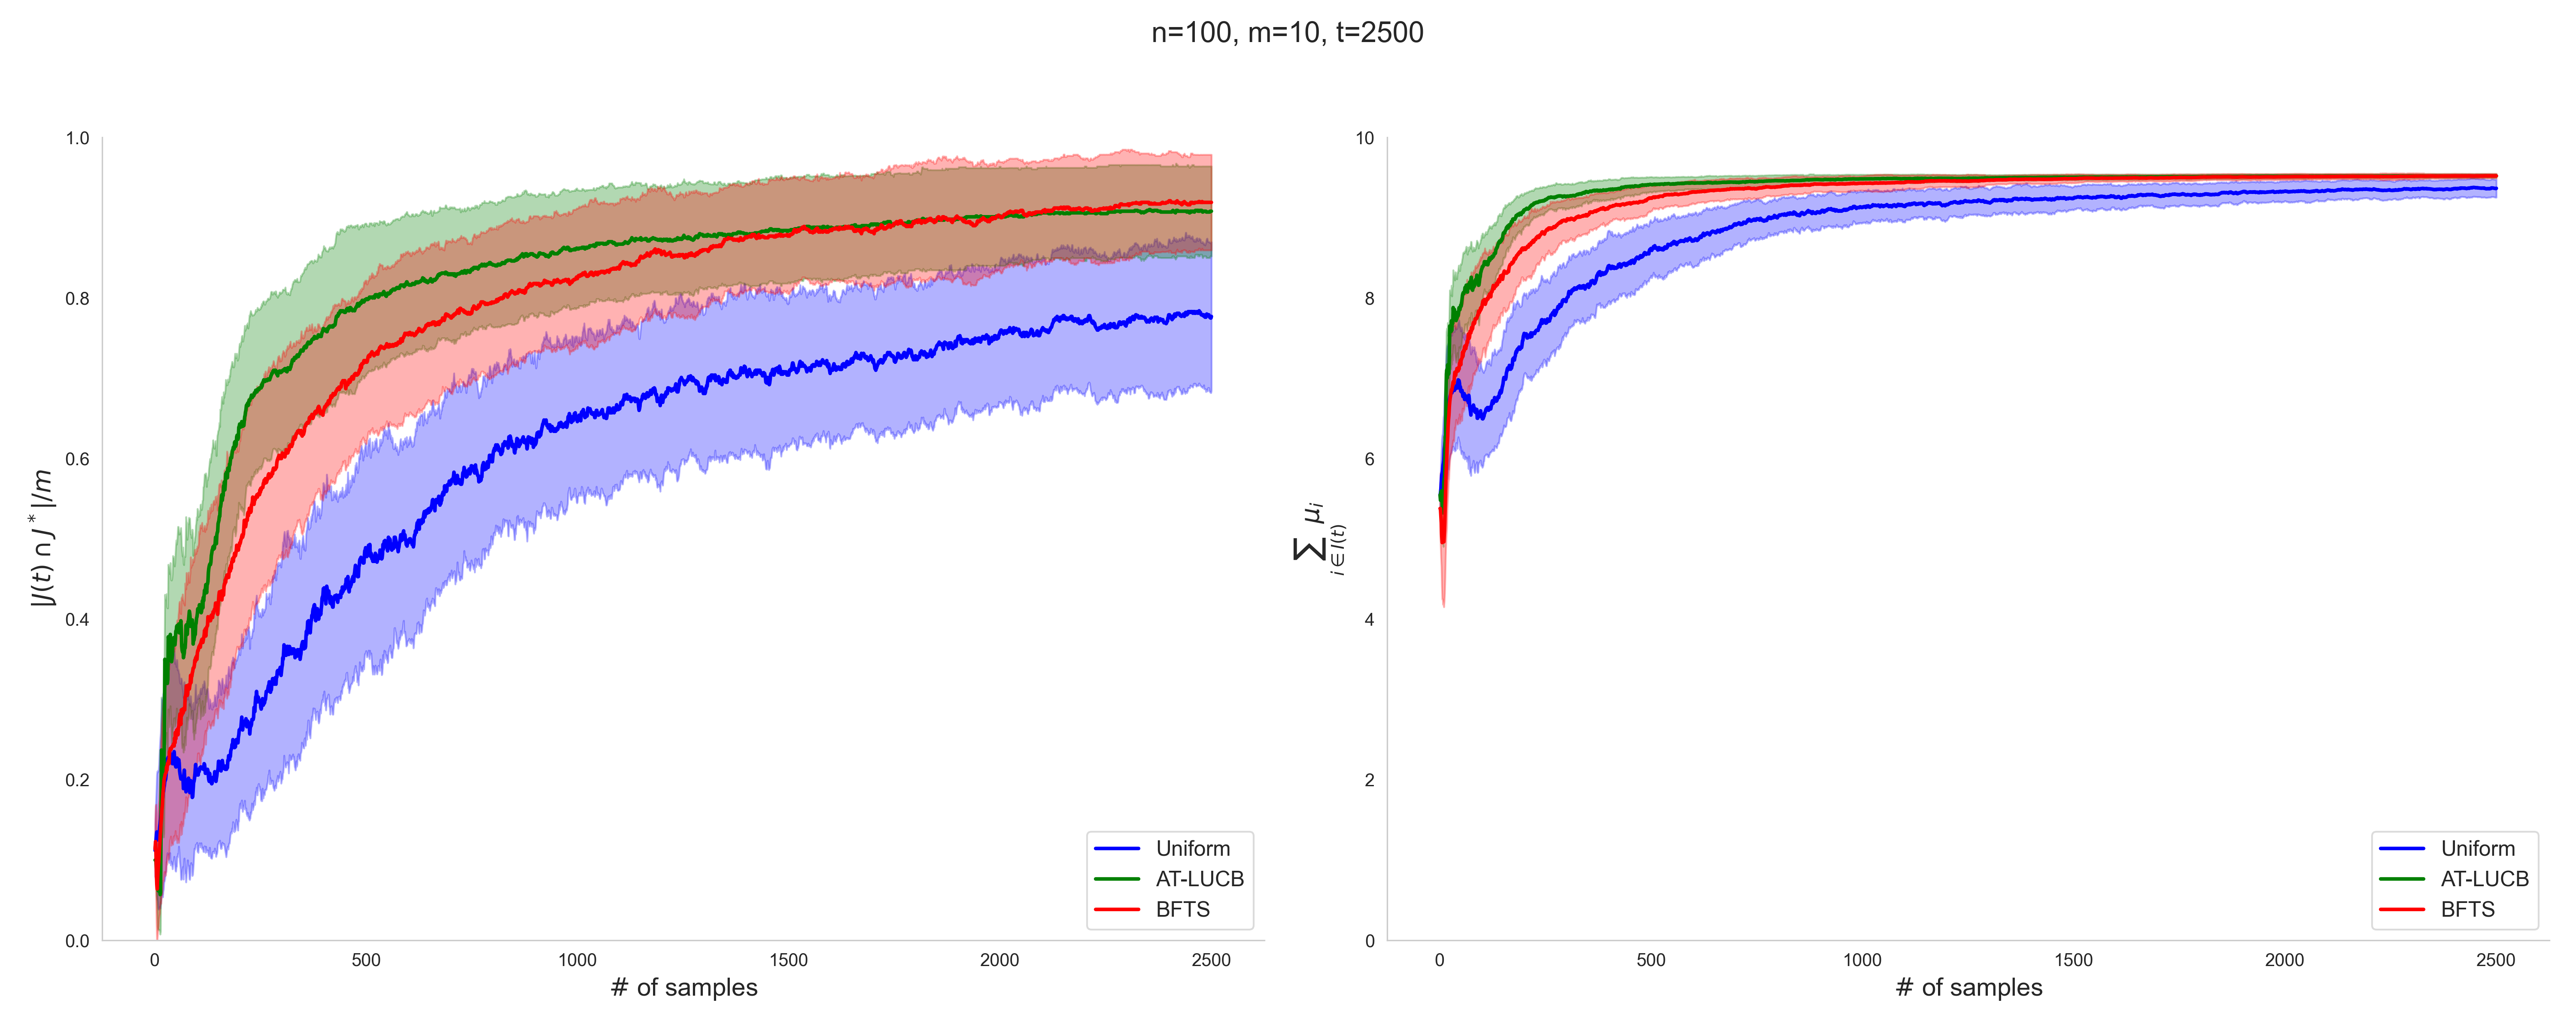 n=100, m=10, t=2500
|J(t) ∩ J*|/m
1.0
0.8
0.6
0.4
0.2
0.0
0 500 1000 1500 2000 2500
# of samples
Uniform
AT-LUCB
BFTS
∑ μi
i∈I(t)
10
8
6
4
2
0
0 500 1000 1500 2000 2500
# of samples
Uniform
AT-LUCB
BFTS